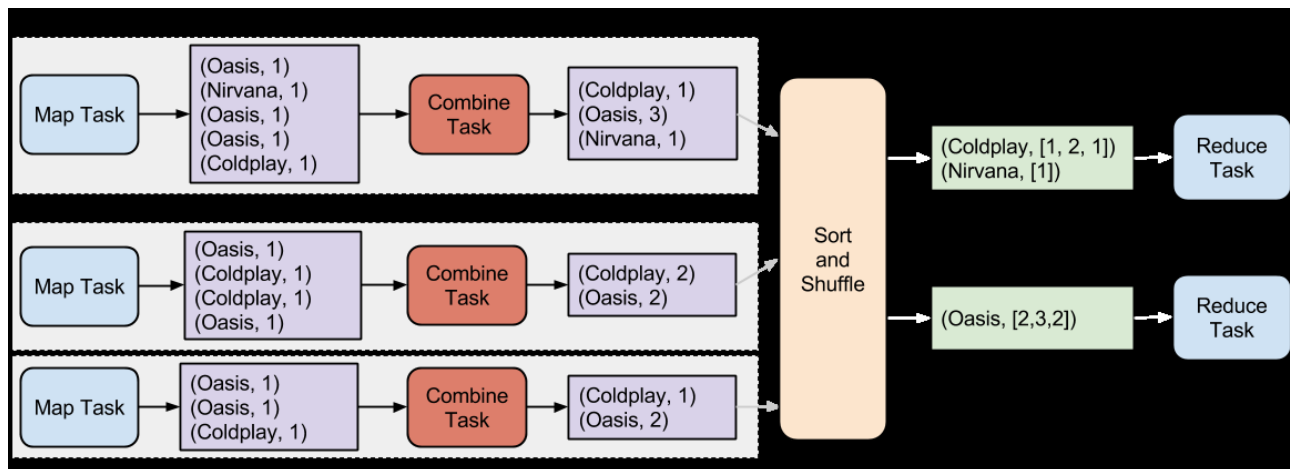 Map Task
(Oasis, 1)
(Nirvana, 1)
(Oasis, 1)
(Oasis, 1)
(Coldplay, 1)
Combine
Task
(Coldplay, 1)
(Oasis, 3)
(Nirvana, 1)
Map Task
(Oasis, 1)
(Coldplay, 1)
(Coldplay, 1)
(Oasis, 1)
Combine
Task
(Coldplay, 2)
(Oasis, 2)
Map Task
(Oasis, 1)
(Oasis, 1)
(Coldplay, 1)
Combine
Task
(Coldplay, 1)
(Oasis, 2)
Sort
and
Shuffle
(Coldplay, [1, 2, 1])
(Nirvana, [1])
Reduce
Task
(Oasis, [2,3,2])
Reduce
Task